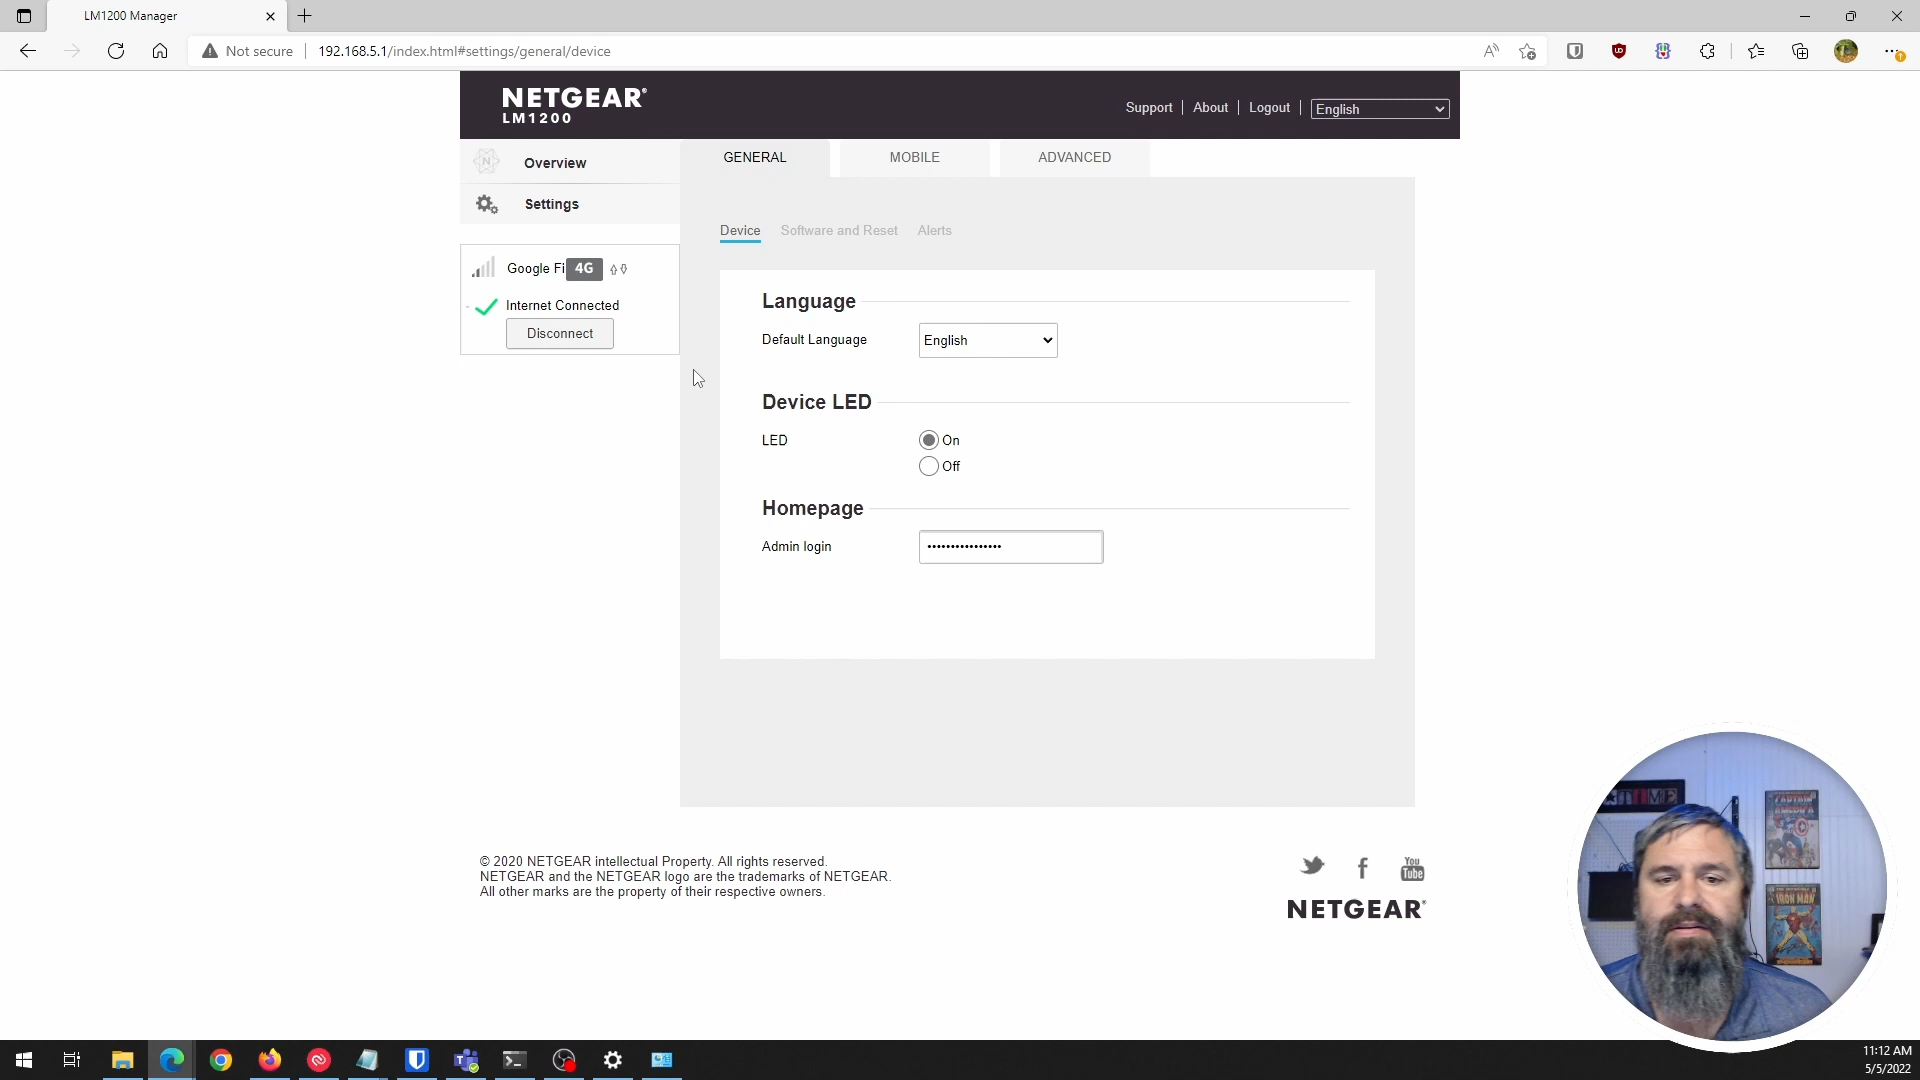 LM1200 Manager
Not secure
192.168.5.1/index.html#settings/general/device
NETGEAR®
LM1200
Support
About
Logout
English
Overview
Settings
GENERAL
MOBILE
ADVANCED
Device
Software and Reset
Alerts
Google Fi 4G
Internet Connected
Disconnect
Language
Default Language
English
Device LED
LED
On
Off
Homepage
Admin login
••••••••••••••••
© 2020 NETGEAR intellectual Property. All rights reserved.
NETGEAR and the NETGEAR logo are the trademarks of NETGEAR.
All other marks are the property of their respective owners.
You
Tube
NETGEAR®
CAPTAIN
AMERICA
IRON MAN
11:12 AM
5/5/2022